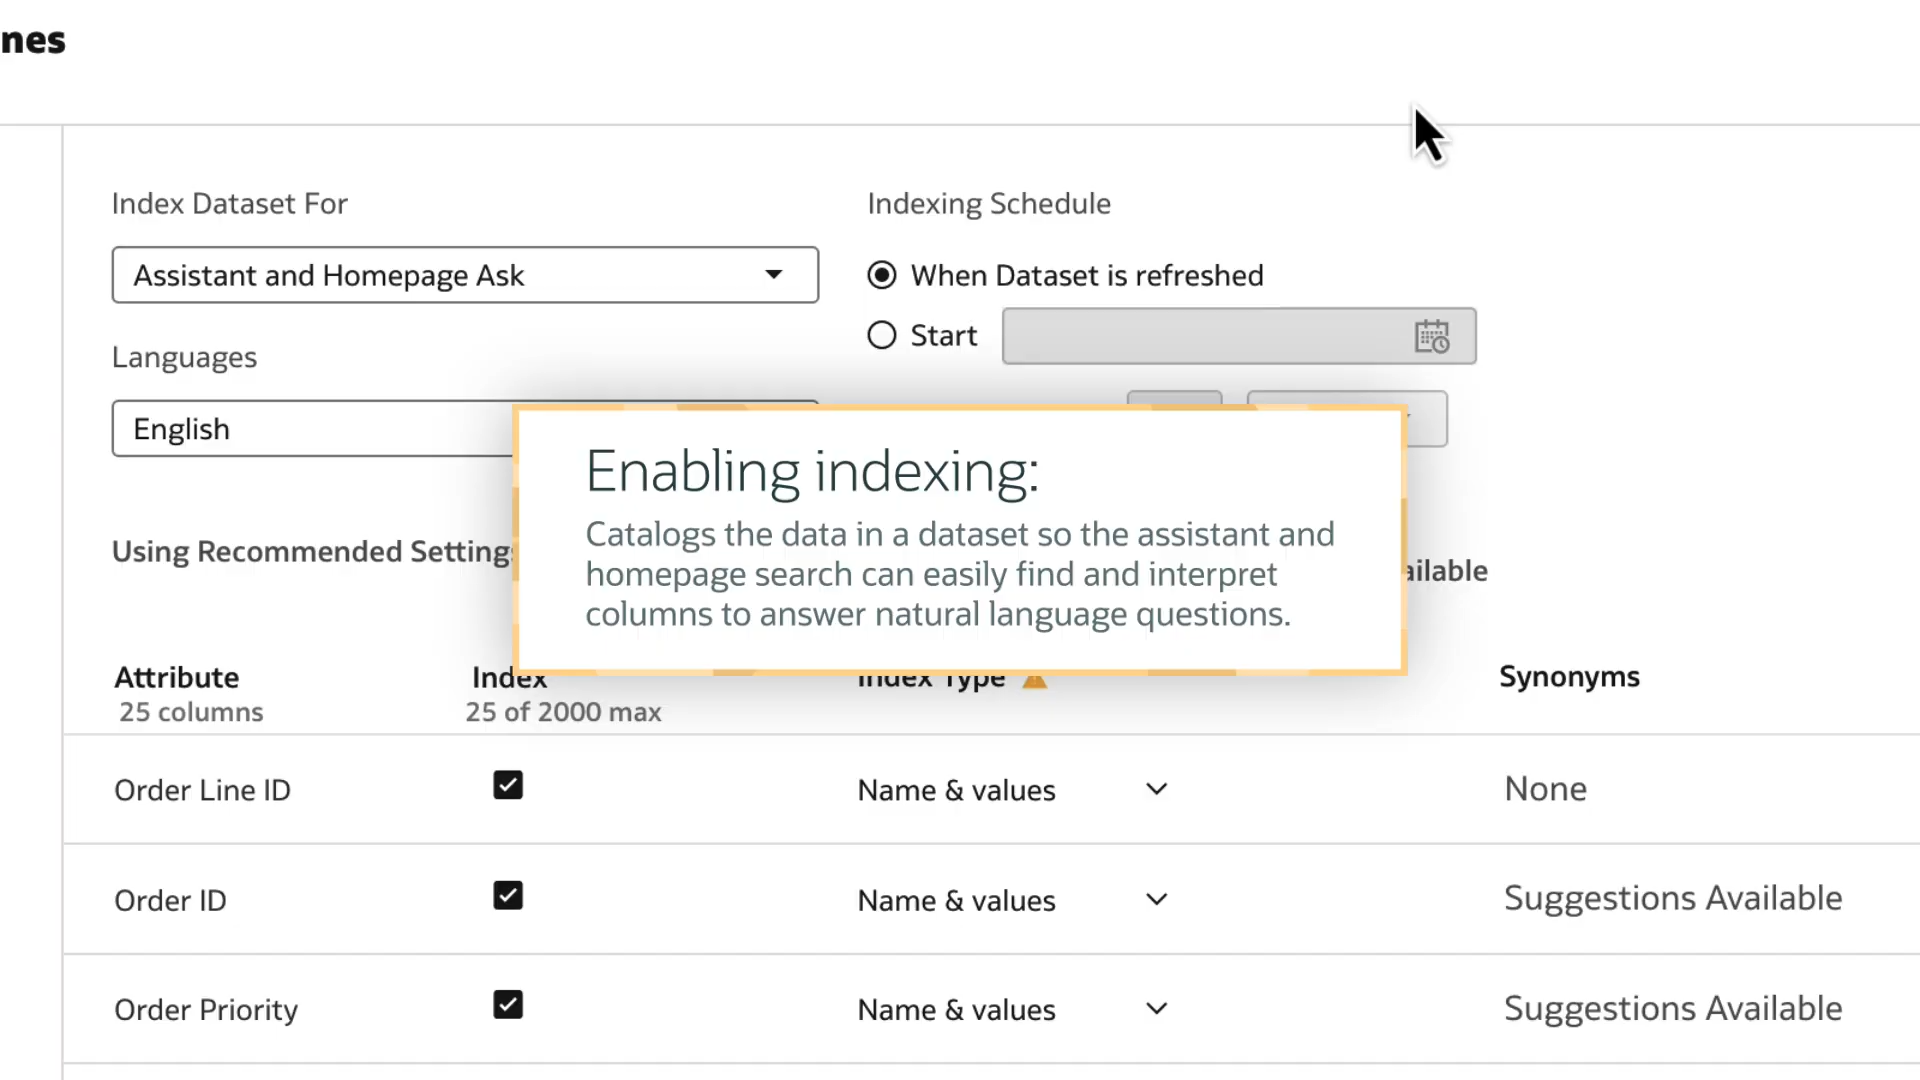 nes
Index Dataset For
Indexing Schedule
Assistant and Homepage Ask
When Dataset is refreshed
Start
Languages
English
Enabling indexing:
Catalogs the data in a dataset so the assistant and
homepage search can easily find and interpret
columns to answer natural language questions.
Using Recommended Settings
ailable
Attribute
Index
Index Type
Synonyms
25 columns
25 of 2000 max
Order Line ID
Name & values
None
Order ID
Name & values
Suggestions Available
Order Priority
Name & values
Suggestions Available